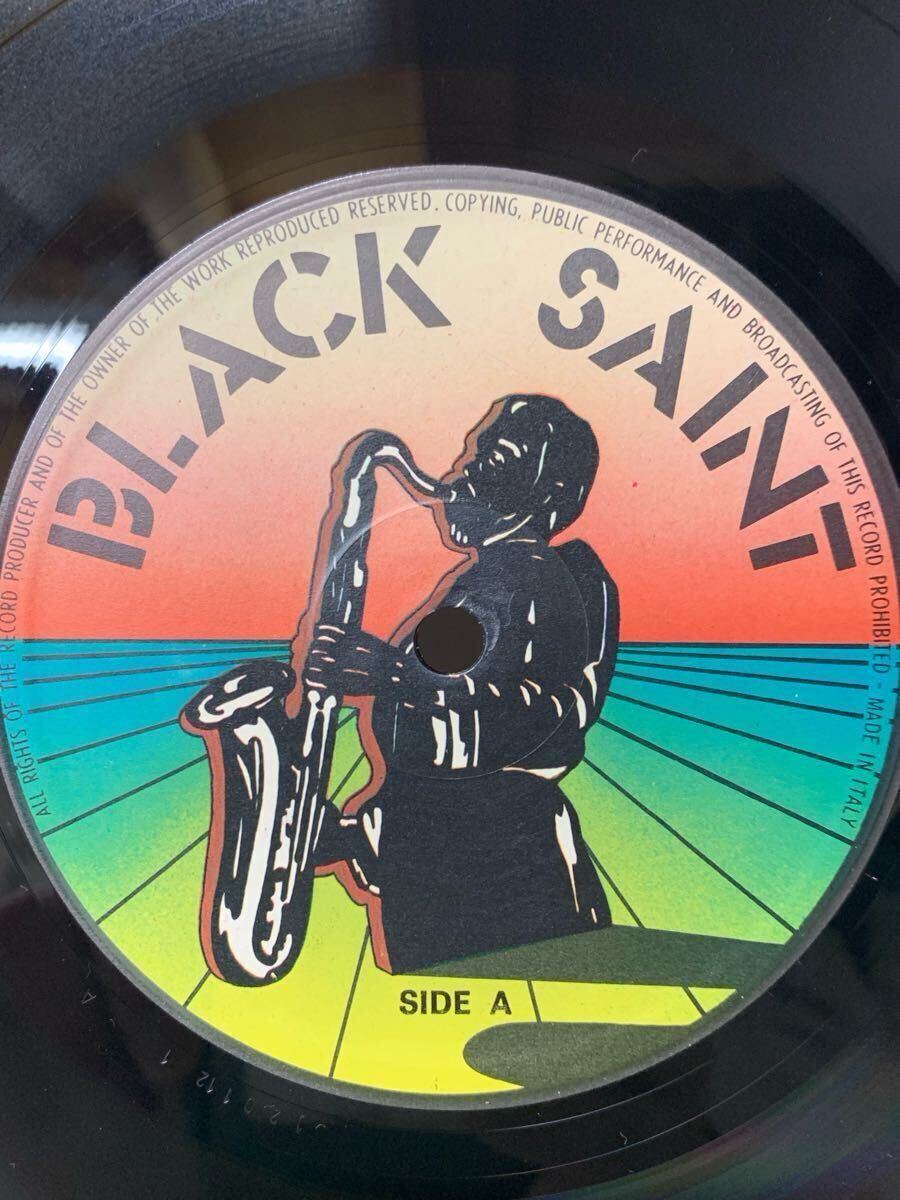 ALL RIGHTS OF THE RECORD PRODUCER AND OF THE OWNER OF THE WORK REPRODUCED RESERVED. COPYING, PUBLIC PERFORMANCE AND BROADCASTING OF THIS RECORD PROHIBITED - MADE IN ITALY
BLACK SAINT
SIDE A